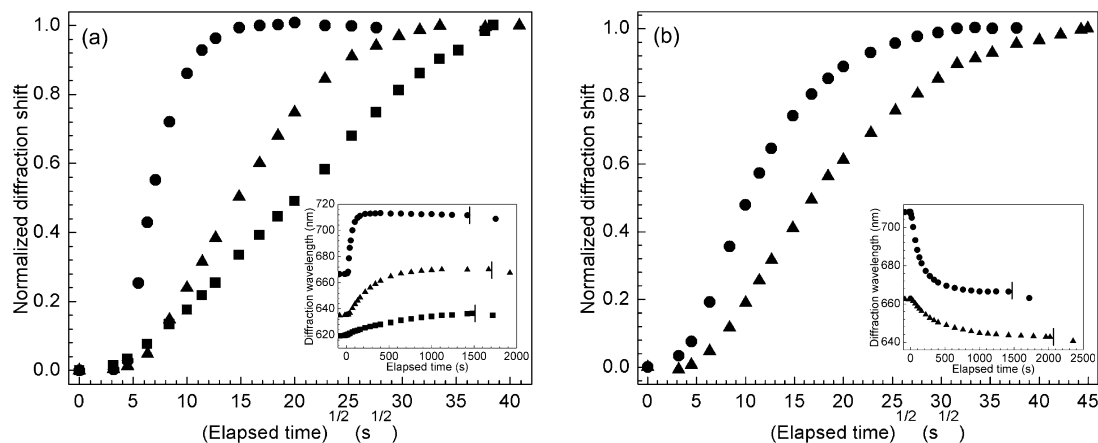 (a)
Normalized diffraction shift
1.0
0.8
0.6
0.4
0.2
0.0
0 5 10 15 20 25 30 35 40
(Elapsed time)^1/2 (s^1/2)
Diffraction wavelength (nm)
720
700
680
660
640
620
0 500 1000 1500 2000
Elapsed time (s)
(b)
Normalized diffraction shift
1.0
0.8
0.6
0.4
0.2
0.0
0 5 10 15 20 25 30 35 40 45
(Elapsed time)^1/2 (s^1/2)
Diffraction wavelength (nm)
700
680
660
640
0 500 1000 1500 2000 2500
Elapsed time (s)